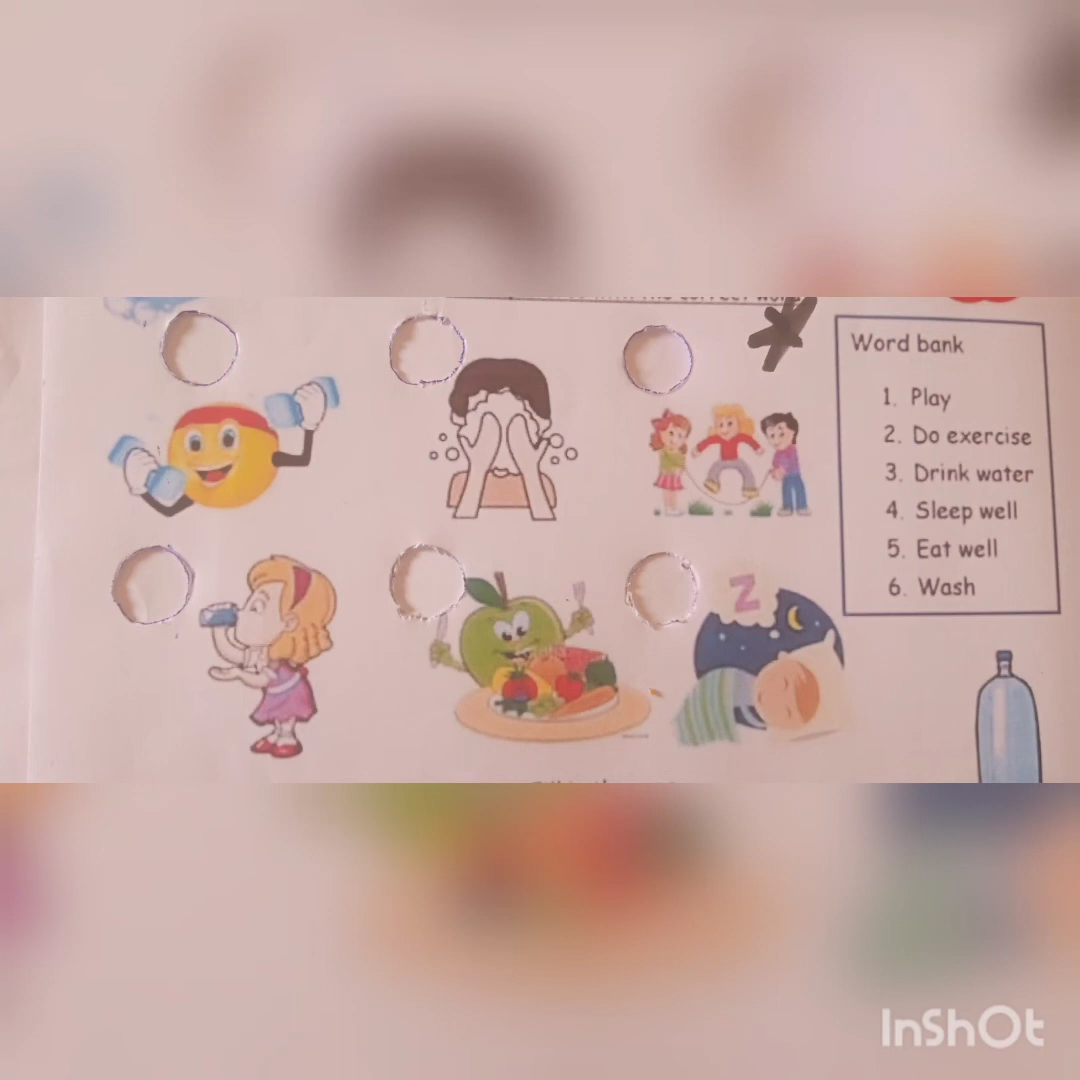 Word bank
1. Play
2. Do exercise
3. Drink water
4. Sleep well
5. Eat well
6. Wash
Z
InShOt